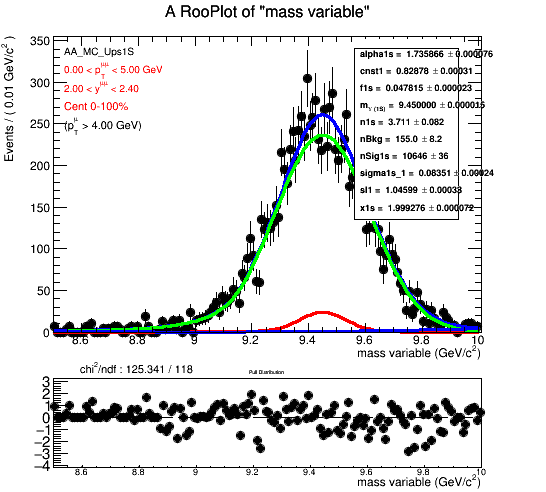 A RooPlot of "mass variable"
Events / ( 0.01 GeV/c² )
350
300
250
200
150
100
50
0
AA_MC_Ups1S
0.00 < p_T^μμ < 5.00 GeV
2.00 < y^μμ < 2.40
Cent 0-100%
(p_T^μ > 4.00 GeV)
alpha1s = 1.735866 ± 0.000076
cnst1 = 0.82878 ± 0.00031
f1s = 0.047815 ± 0.000023
m_Υ (1S) = 9.450000 ± 0.000015
n1s = 3.711 ± 0.082
nBkg = 155.0 ± 8.2
nSig1s = 10646 ± 36
sigma1s_1 = 0.08351 ± 0.00024
sl1 = 1.04599 ± 0.00033
x1s = 1.999276 ± 0.000072
8.6 8.8 9 9.2 9.4 9.6 9.8 10
mass variable (GeV/c²)
chi²/ndf : 125.341 / 118
Pull Distribution
3
2
1
0
−1
−2
−3
−4
8.6 8.8 9 9.2 9.4 9.6 9.8 10
mass variable (GeV/c²)